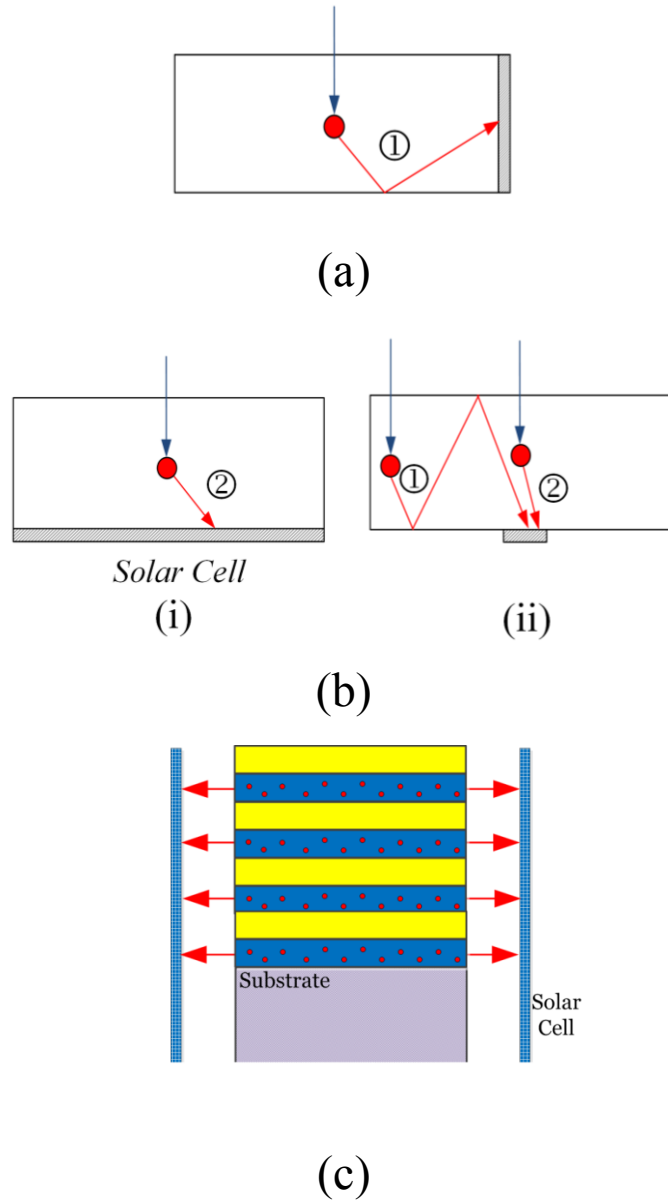 ①
(a)
②
①
②
Solar Cell
(i)
(ii)
(b)
Substrate
Solar
Cell
(c)